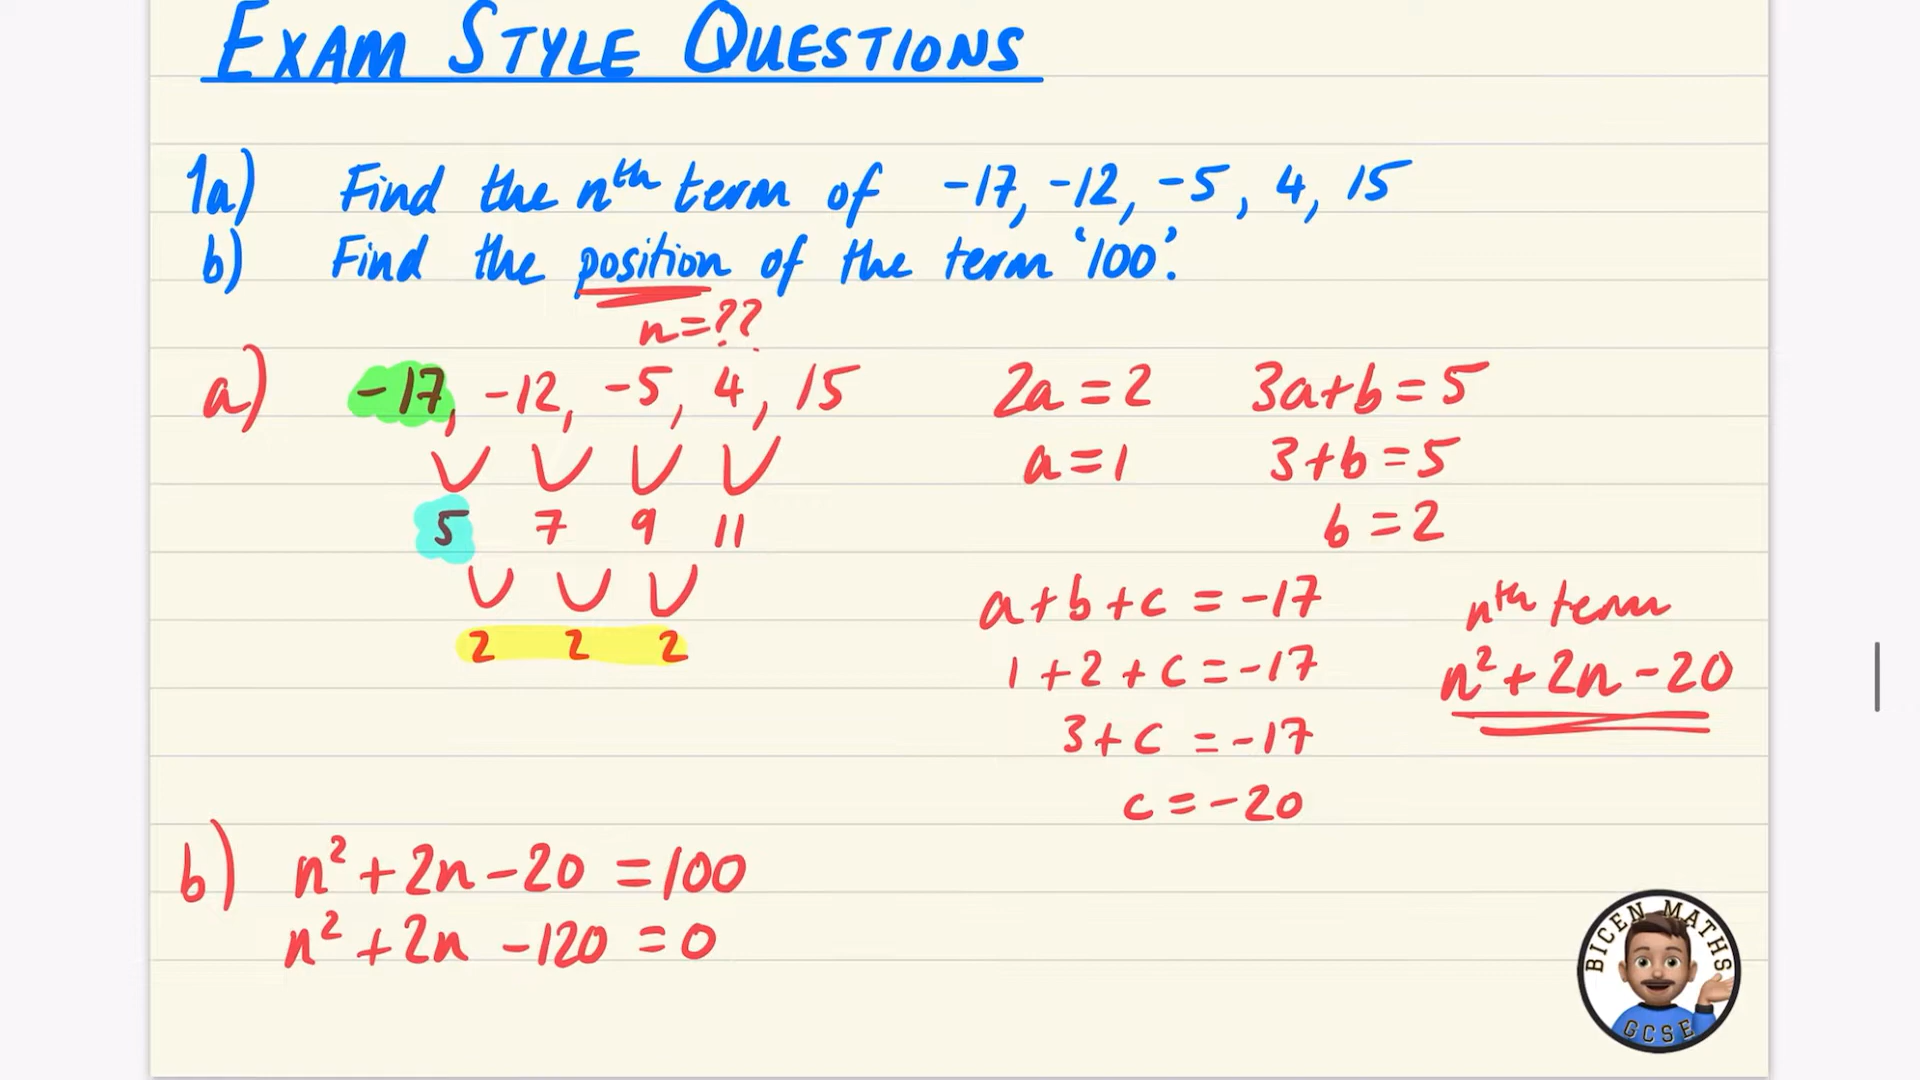 EXAM STYLE QUESTIONS
1a) Find the nth term of -17, -12, -5, 4, 15
b) Find the position of the term '100'.
n=??
a) -17, -12, -5, 4, 15
5 7 9 11
2 2 2
2a = 2
a = 1
3a+b = 5
3+b = 5
b = 2
a+b+c = -17
1+2+c = -17
3+c = -17
c = -20
nth term
n²+2n-20
b) n²+2n-20 = 100
n²+2n-120 = 0
BICEN MATHS
GCSE